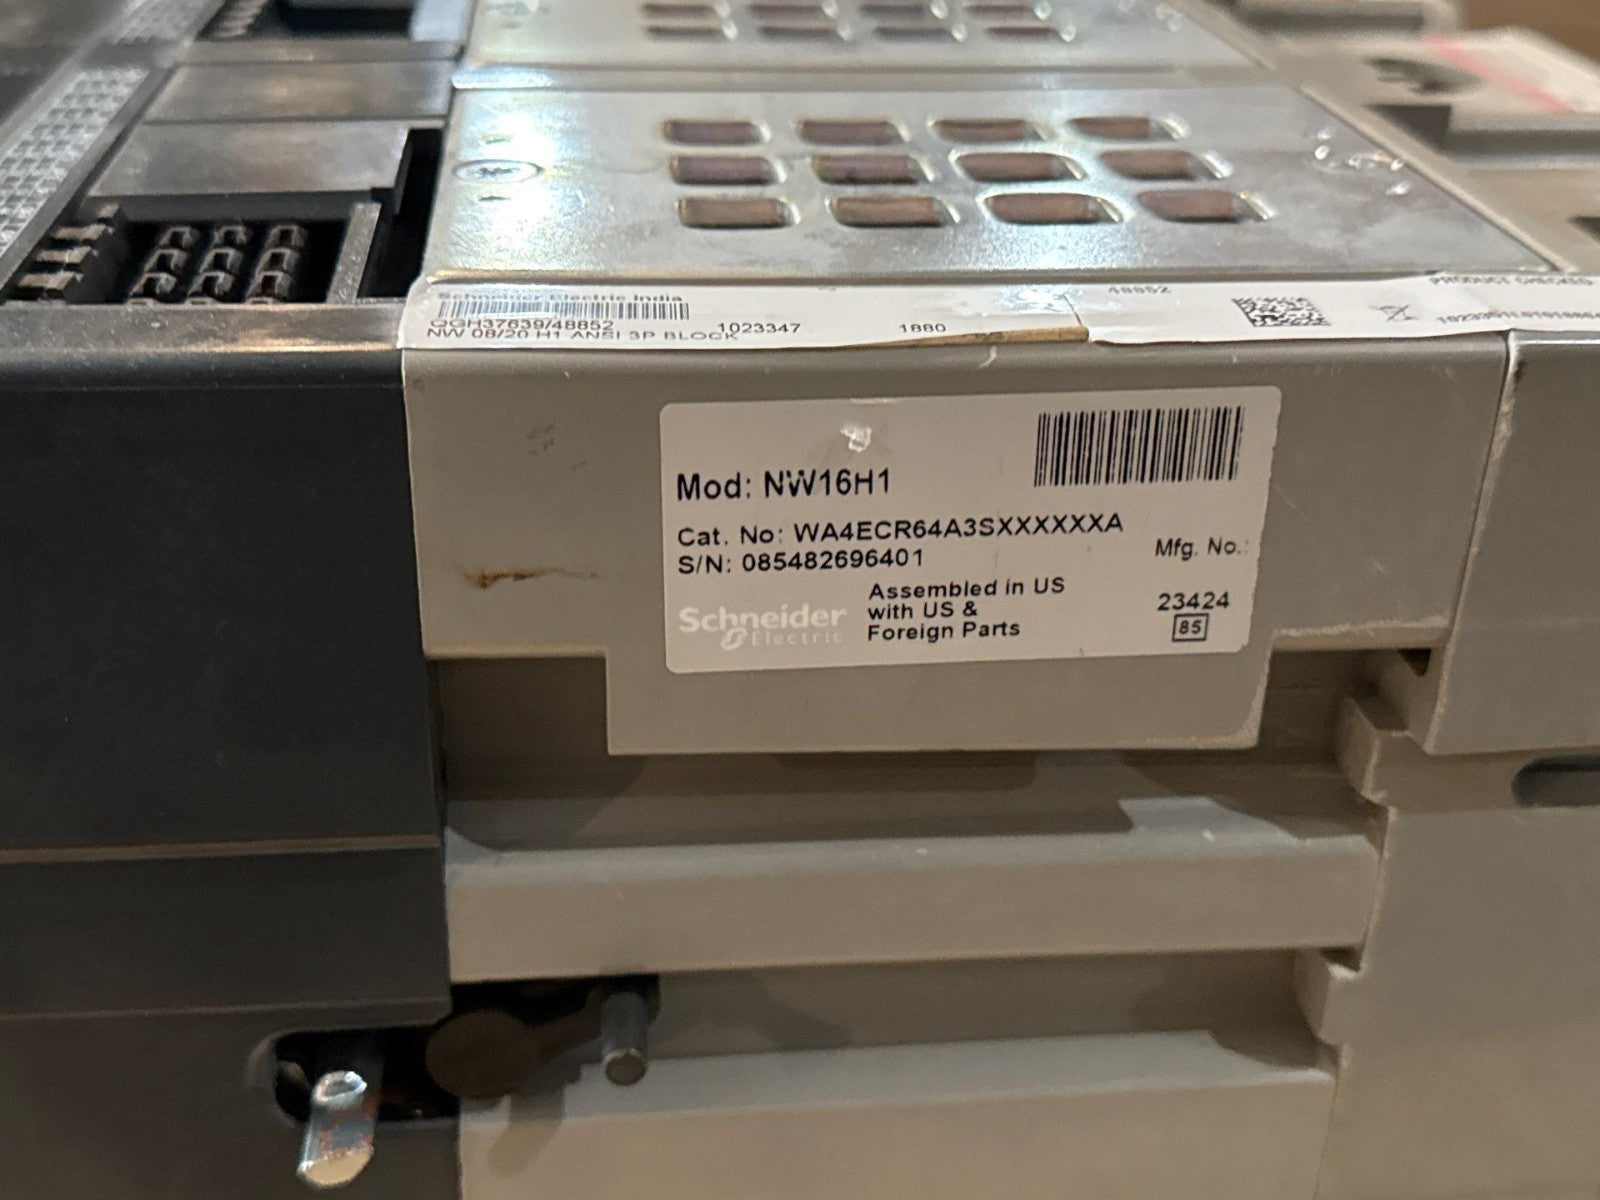 Schneider Electric India
QGH37639/48852 1023347 1880
NW 08/20 H1 ANSI 3P BLOCK
48852
PRODUCT CHECKED
Mod: NW16H1
Cat. No: WA4ECR64A3SXXXXXXA
S/N: 085482696401
Mfg. No.:
23424
85
Assembled in US
with US &
Foreign Parts
Schneider
Electric